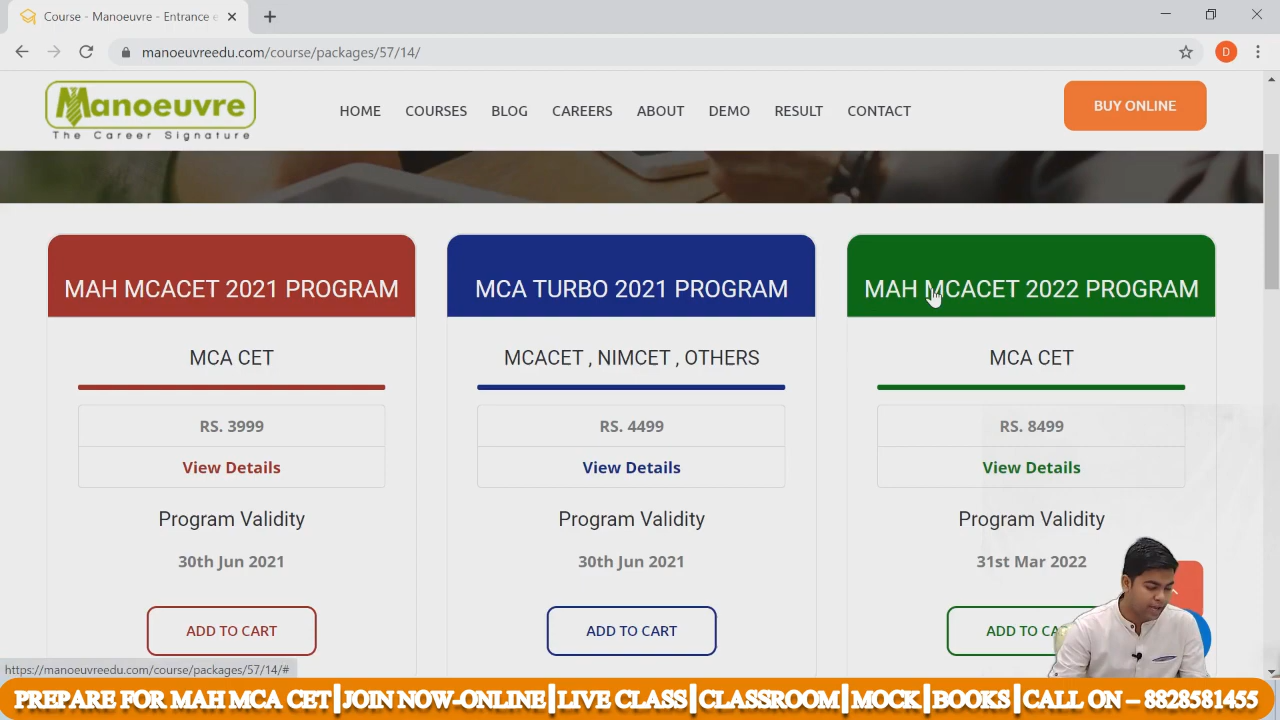 Course - Manoeuvre - Entrance e
manoeuvreedu.com/course/packages/57/14/
D
Manoeuvre
The Career Signature
HOME COURSES BLOG CAREERS ABOUT DEMO RESULT CONTACT
BUY ONLINE
MAH MCACET 2021 PROGRAM
MCA CET
RS. 3999
View Details
Program Validity
30th Jun 2021
ADD TO CART
MCA TURBO 2021 PROGRAM
MCACET , NIMCET , OTHERS
RS. 4499
View Details
Program Validity
30th Jun 2021
ADD TO CART
MAH MCACET 2022 PROGRAM
MCA CET
RS. 8499
View Details
Program Validity
31st Mar 2022
ADD TO
https://manoeuvreedu.com/course/packages/57/14/#
PREPARE FOR MAH MCA CET|JOIN NOW-ONLINE|LIVE CLASS|CLASSROOM|MOCK|BOOKS|CALL ON – 8828581455